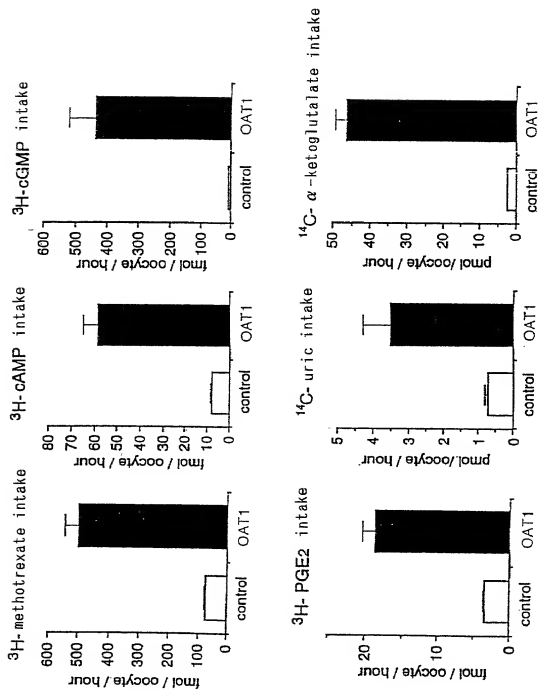 ³H-methotrexate intake
fmol / oocyte / hour
600
500
400
300
200
100
0
control
OAT1
³H-cAMP intake
fmol / oocyte / hour
80
70
60
50
40
30
20
10
0
control
OAT1
³H-cGMP intake
fmol / oocyte / hour
600
500
400
300
200
100
0
control
OAT1
³H- PGE2 intake
fmol / oocyte / hour
20
10
0
control
OAT1
¹⁴C- uric intake
pmol./oocyte / hour
5
4
3
2
1
0
control
OAT1
¹⁴C- α-ketoglutalate intake
pmol/oocyte / hour
50
40
30
20
10
0
control
OAT1